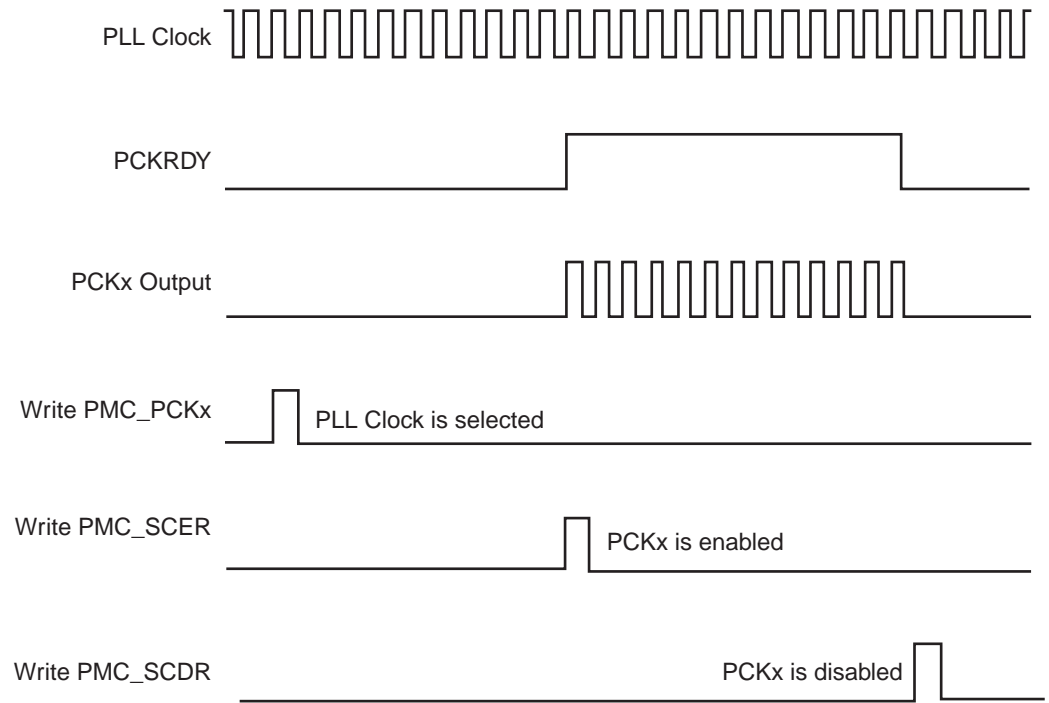 PLL Clock
PCKRDY
PCKx Output
Write PMC_PCKx
PLL Clock is selected
Write PMC_SCER
PCKx is enabled
Write PMC_SCDR
PCKx is disabled